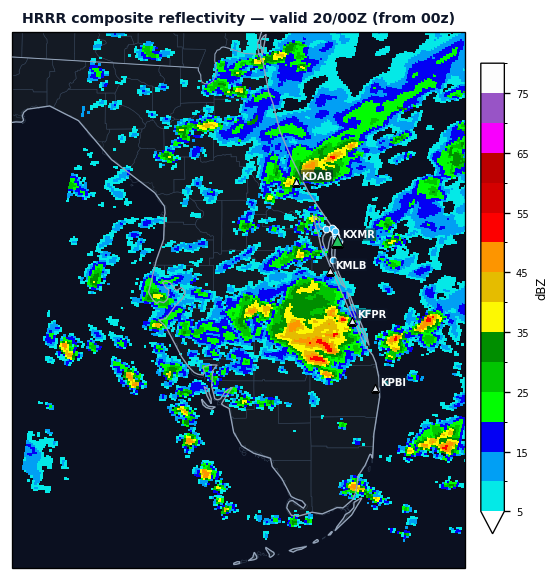 HRRR composite reflectivity — valid 20/00Z (from 00z)
KDAB
KXMR
KMLB
KFPR
KPBI
75
65
55
45
35
25
15
5
dBZ